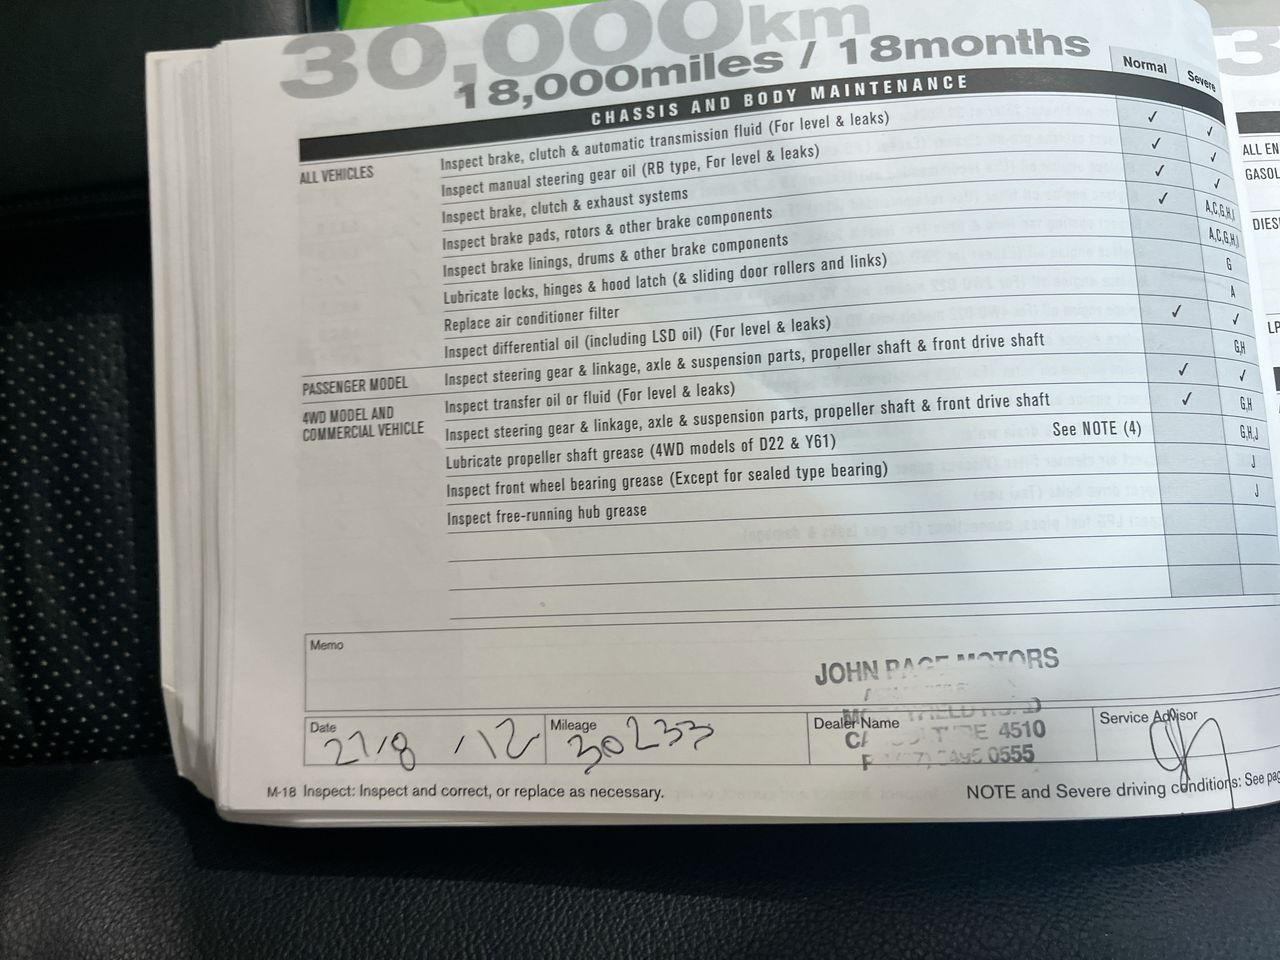 30,000km
18,000miles / 18months
Normal Severe
CHASSIS AND BODY MAINTENANCE
ALL VEHICLES Inspect brake, clutch & automatic transmission fluid (For level & leaks) ✓ ✓
Inspect manual steering gear oil (RB type, For level & leaks) ✓ ✓
Inspect brake, clutch & exhaust systems ✓ ✓
Inspect brake pads, rotors & other brake components ✓ A,C,G,H,
Inspect brake linings, drums & other brake components A,C,G,H,
Lubricate locks, hinges & hood latch (& sliding door rollers and links) G
Replace air conditioner filter A
Inspect differential oil (including LSD oil) (For level & leaks) ✓ ✓
PASSENGER MODEL Inspect steering gear & linkage, axle & suspension parts, propeller shaft & front drive shaft G,H
4WD MODEL AND COMMERCIAL VEHICLE Inspect transfer oil or fluid (For level & leaks) ✓ ✓
Inspect steering gear & linkage, axle & suspension parts, propeller shaft & front drive shaft ✓ G,H
Lubricate propeller shaft grease (4WD models of D22 & Y61) See NOTE (4) G,H,J
Inspect front wheel bearing grease (Except for sealed type bearing) J
Inspect free-running hub grease J
Memo
JOHN PAGE MOTORS
4510
0555
Date 27/8/12 Mileage 30233 Dealer Name Service Advisor
M-18 Inspect: Inspect and correct, or replace as necessary.
NOTE and Severe driving conditions: See
3
ALL EN
GASOL
DIES
LP